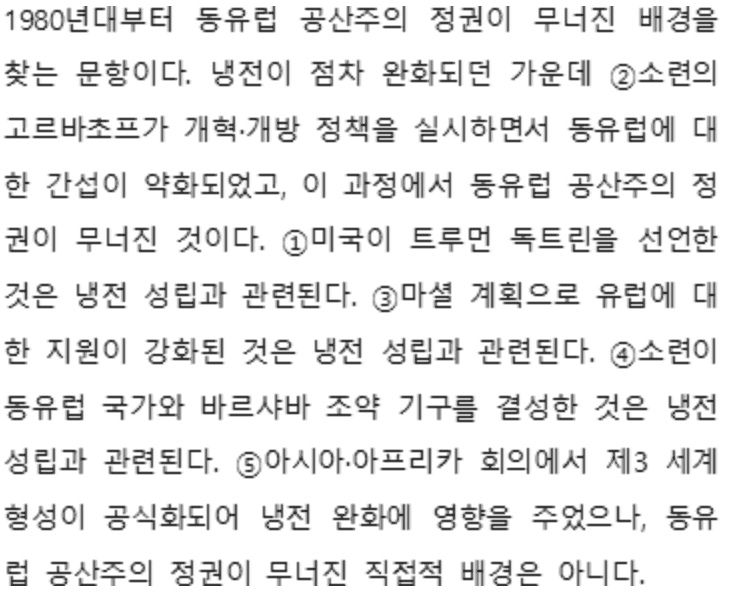 1980년대부터 동유럽 공산주의 정권이 무너진 배경을
찾는 문항이다. 냉전이 점차 완화되던 가운데 ②소련의
고르바초프가 개혁·개방 정책을 실시하면서 동유럽에 대
한 간섭이 약화되었고, 이 과정에서 동유럽 공산주의 정
권이 무너진 것이다. ①미국이 트루먼 독트린을 선언한
것은 냉전 성립과 관련된다. ③마셜 계획으로 유럽에 대
한 지원이 강화된 것은 냉전 성립과 관련된다. ④소련이
동유럽 국가와 바르샤바 조약 기구를 결성한 것은 냉전
성립과 관련된다. ⑤아시아·아프리카 회의에서 제3 세계
형성이 공식화되어 냉전 완화에 영향을 주었으나, 동유
럽 공산주의 정권이 무너진 직접적 배경은 아니다.